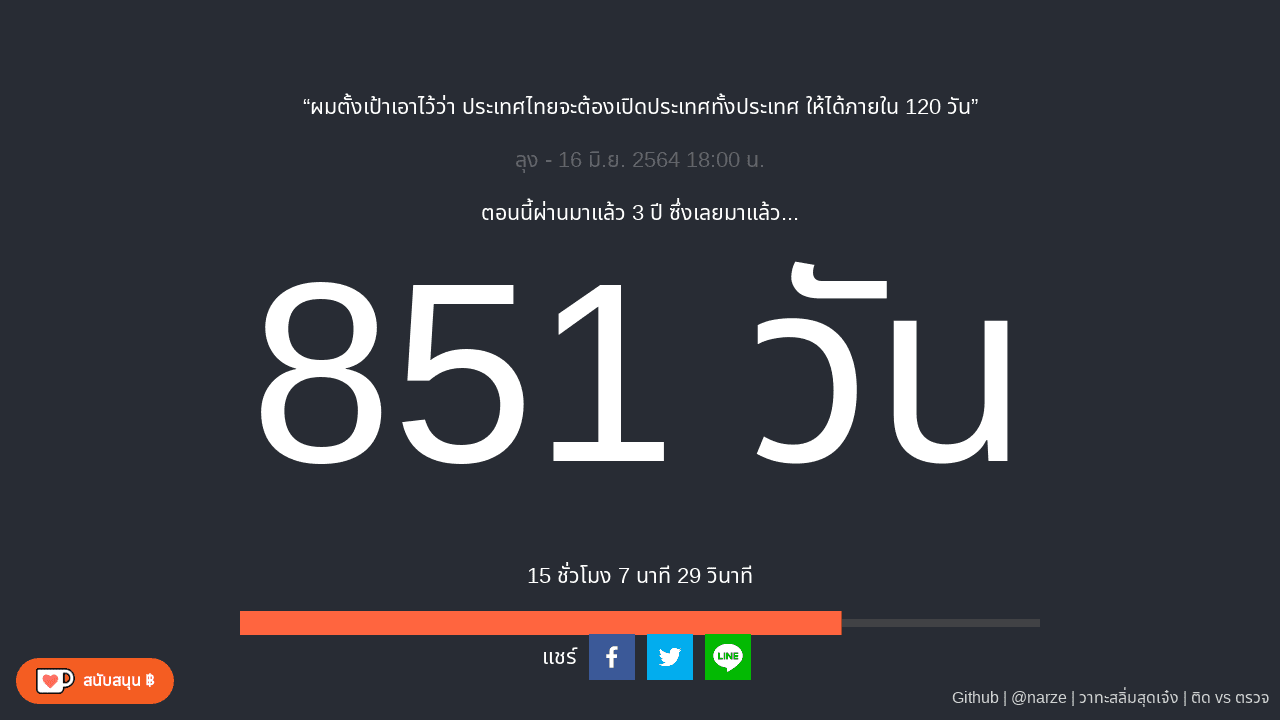 “ผมตั้งเป้าเอาไว้ว่า ประเทศไทยจะต้องเปิดประเทศทั้งประเทศ ให้ได้ภายใน 120 วัน”
ลุง - 16 มิ.ย. 2564 18:00 น.
ตอนนี้ผ่านมาแล้ว 3 ปี ซึ่งเลยมาแล้ว...
851 วัน
15 ชั่วโมง 7 นาที 29 วินาที
แชร์ LINE
สนับสนุน ฿
Github | @narze | วาทะสลิ่มสุดเจ๋ง | ติด vs ตรวจ